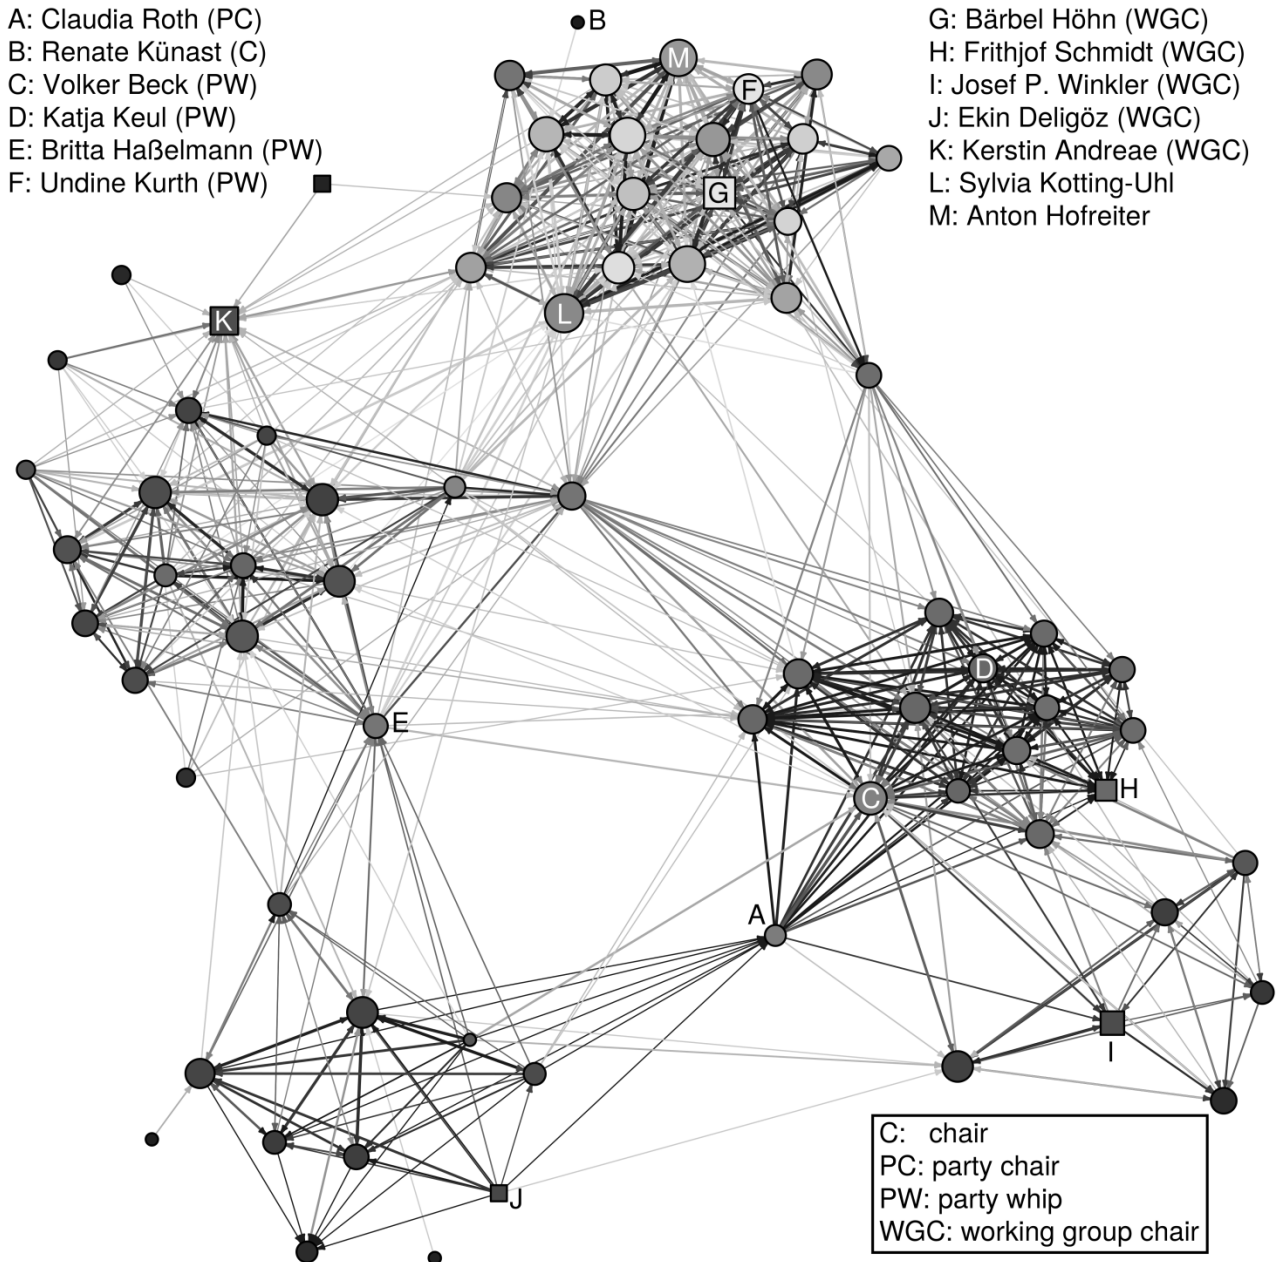 A: Claudia Roth (PC)
B: Renate Künast (C)
C: Volker Beck (PW)
D: Katja Keul (PW)
E: Britta Haßelmann (PW)
F: Undine Kurth (PW)
G: Bärbel Höhn (WGC)
H: Frithjof Schmidt (WGC)
I: Josef P. Winkler (WGC)
J: Ekin Deligöz (WGC)
K: Kerstin Andreae (WGC)
L: Sylvia Kotting-Uhl
M: Anton Hofreiter
B
M
F
G
L
K
D
E
H
C
A
I
J
C: chair
PC: party chair
PW: party whip
WGC: working group chair